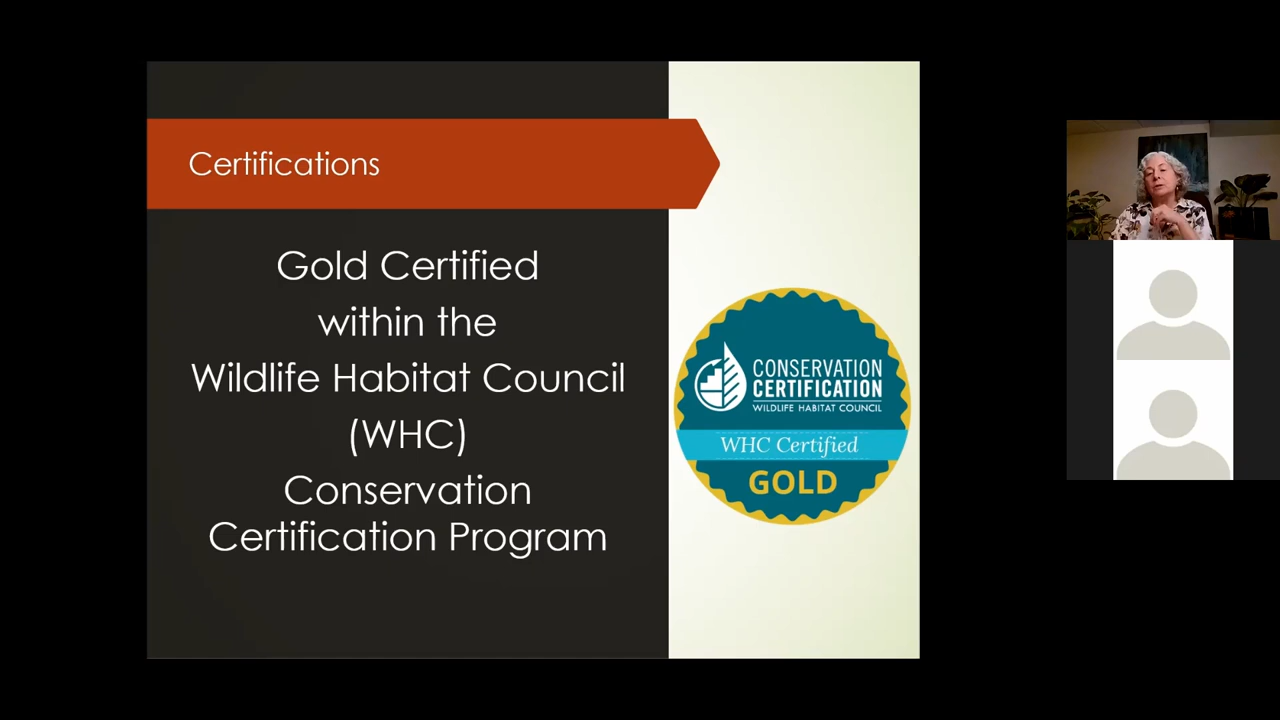 Certifications
Gold Certified
within the
Wildlife Habitat Council
(WHC)
Conservation
Certification Program
CONSERVATION
CERTIFICATION
WILDLIFE HABITAT COUNCIL
WHC Certified
GOLD